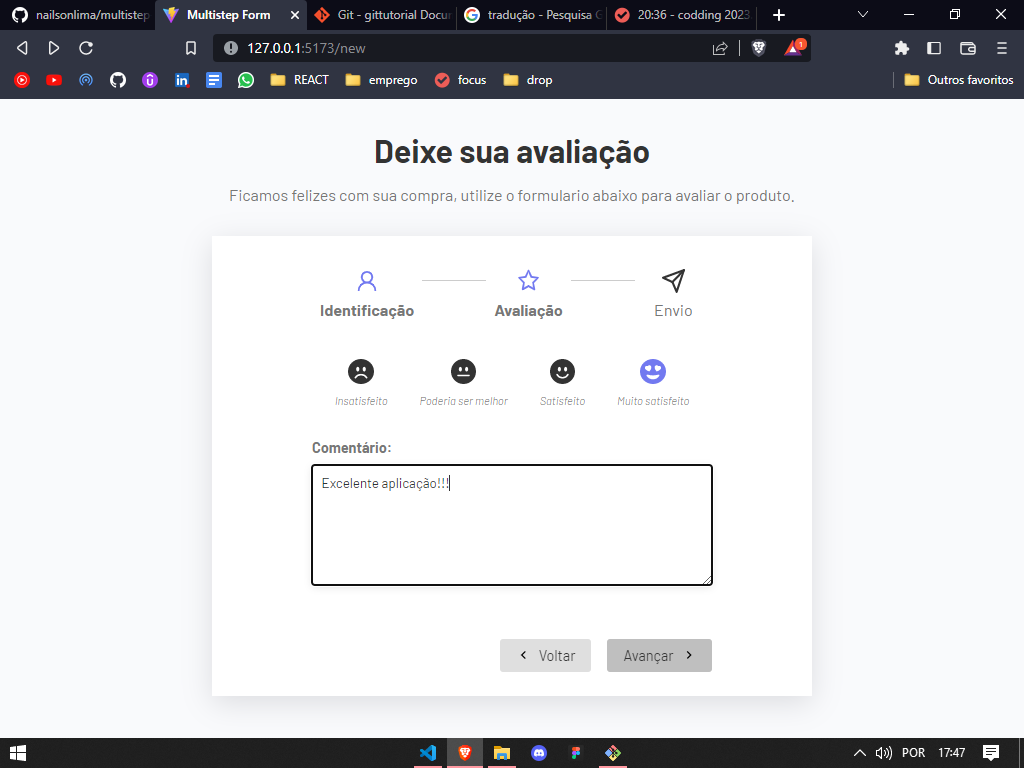 nailsonlima/multistep
Multistep Form
Git - gittutorial Docu
tradução - Pesquisa G
20:36 - codding 2023
127.0.0.1:5173/new
1
REACT
emprego
focus
drop
Outros favoritos
Deixe sua avaliação
Ficamos felizes com sua compra, utilize o formulario abaixo para avaliar o produto.
Identificação
Avaliação
Envio
Insatisfeito
Poderia ser melhor
Satisfeito
Muito satisfeito
Comentário:
Excelente aplicação!!!
Voltar
Avançar
POR
17:47